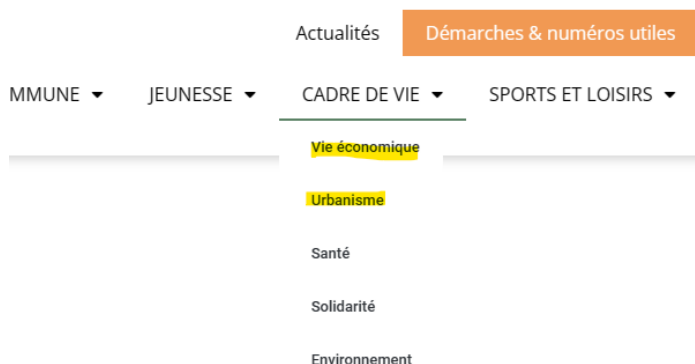 Actualités Démarches & numéros utiles
MMUNE JEUNESSE CADRE DE VIE SPORTS ET LOISIRS
Vie économique
Urbanisme
Santé
Solidarité
Environnement